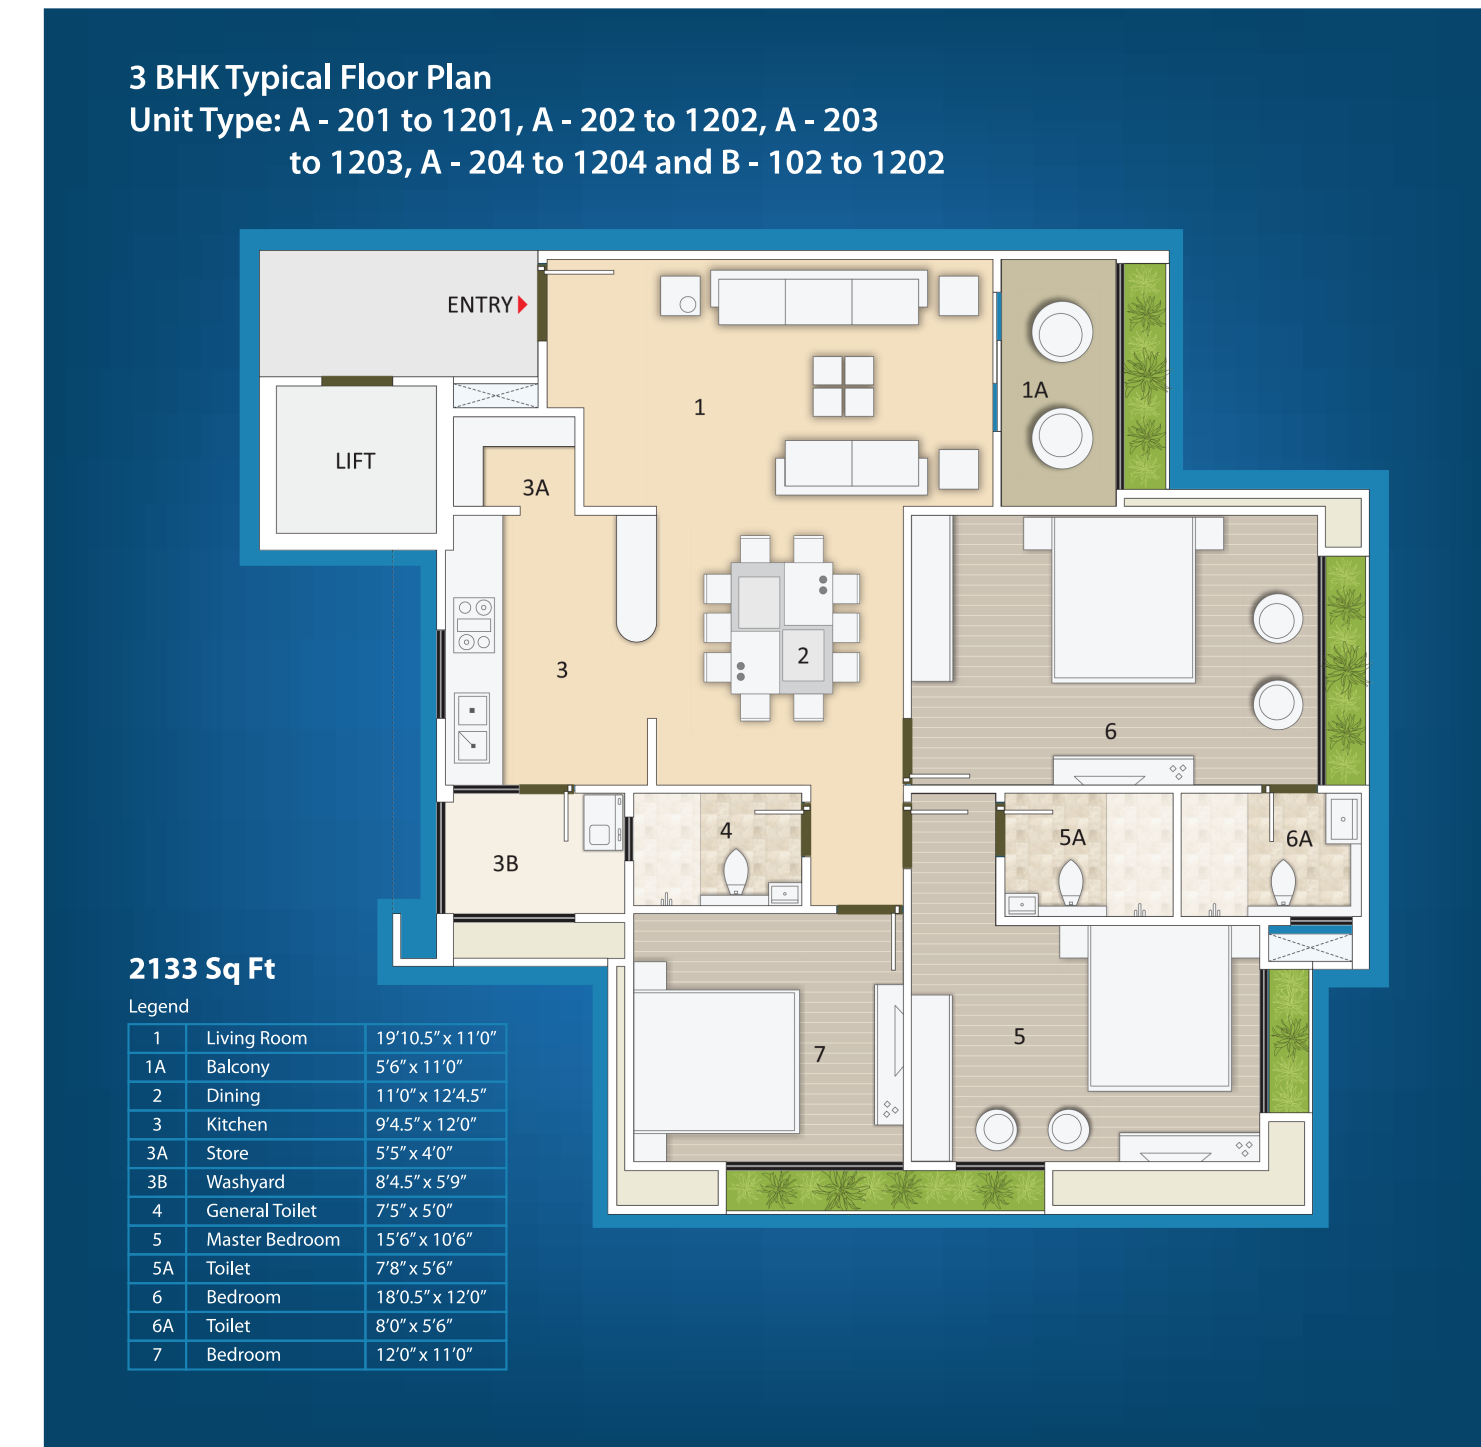 3 BHK Typical Floor Plan
Unit Type: A - 201 to 1201, A - 202 to 1202, A - 203
to 1203, A - 204 to 1204 and B - 102 to 1202
ENTRY
1A
1
LIFT
3A
2
3
6
4
5A
6A
3B
5
7
2133 Sq Ft
Legend
1 Living Room 19’10.5” x 11’0”
1A Balcony 5’6” x 11’0”
2 Dining 11’0” x 12’4.5”
3 Kitchen 9’4.5” x 12’0”
3A Store 5’5” x 4’0”
3B Washyard 8’4.5” x 5’9”
4 General Toilet 7’5” x 5’0”
5 Master Bedroom 15’6” x 10’6”
5A Toilet 7’8” x 5’6”
6 Bedroom 18’0.5” x 12’0”
6A Toilet 8’0” x 5’6”
7 Bedroom 12’0” x 11’0”